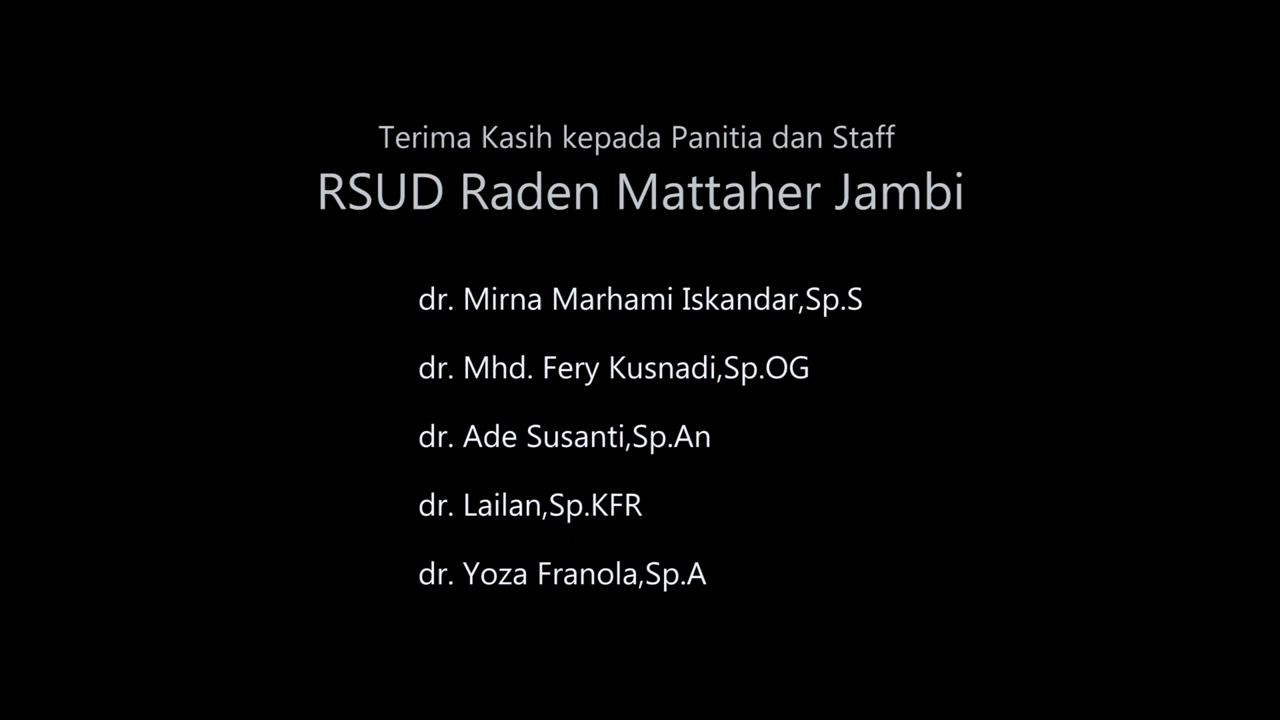 Terima Kasih kepada Panitia dan Staff
RSUD Raden Mattaher Jambi
dr. Mirna Marhami Iskandar,Sp.S
dr. Mhd. Fery Kusnadi,Sp.OG
dr. Ade Susanti,Sp.An
dr. Lailan,Sp.KFR
dr. Yoza Franola,Sp.A